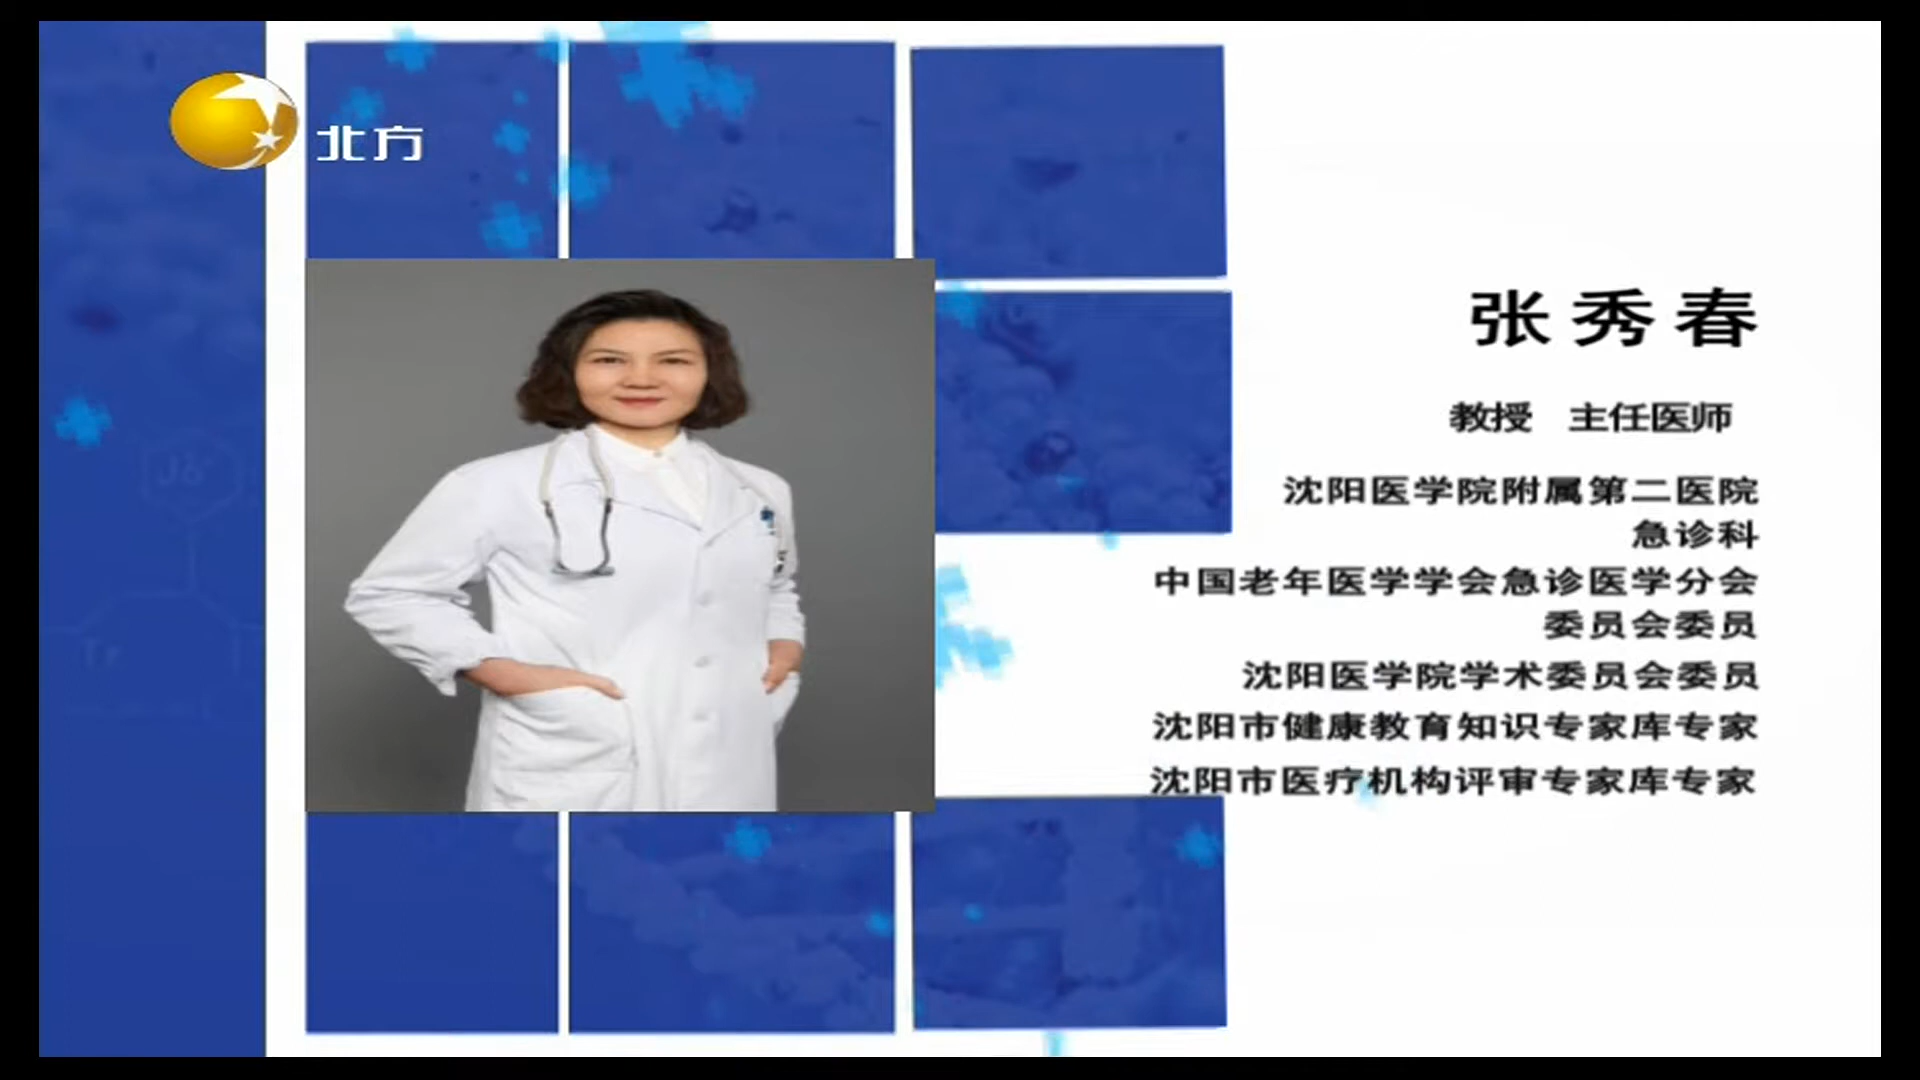 北方
张秀春
教授 主任医师
沈阳医学院附属第二医院
急诊科
中国老年医学学会急诊医学分会
委员会委员
沈阳医学院学术委员会委员
沈阳市健康教育知识专家库专家
沈阳市医疗机构评审专家库专家